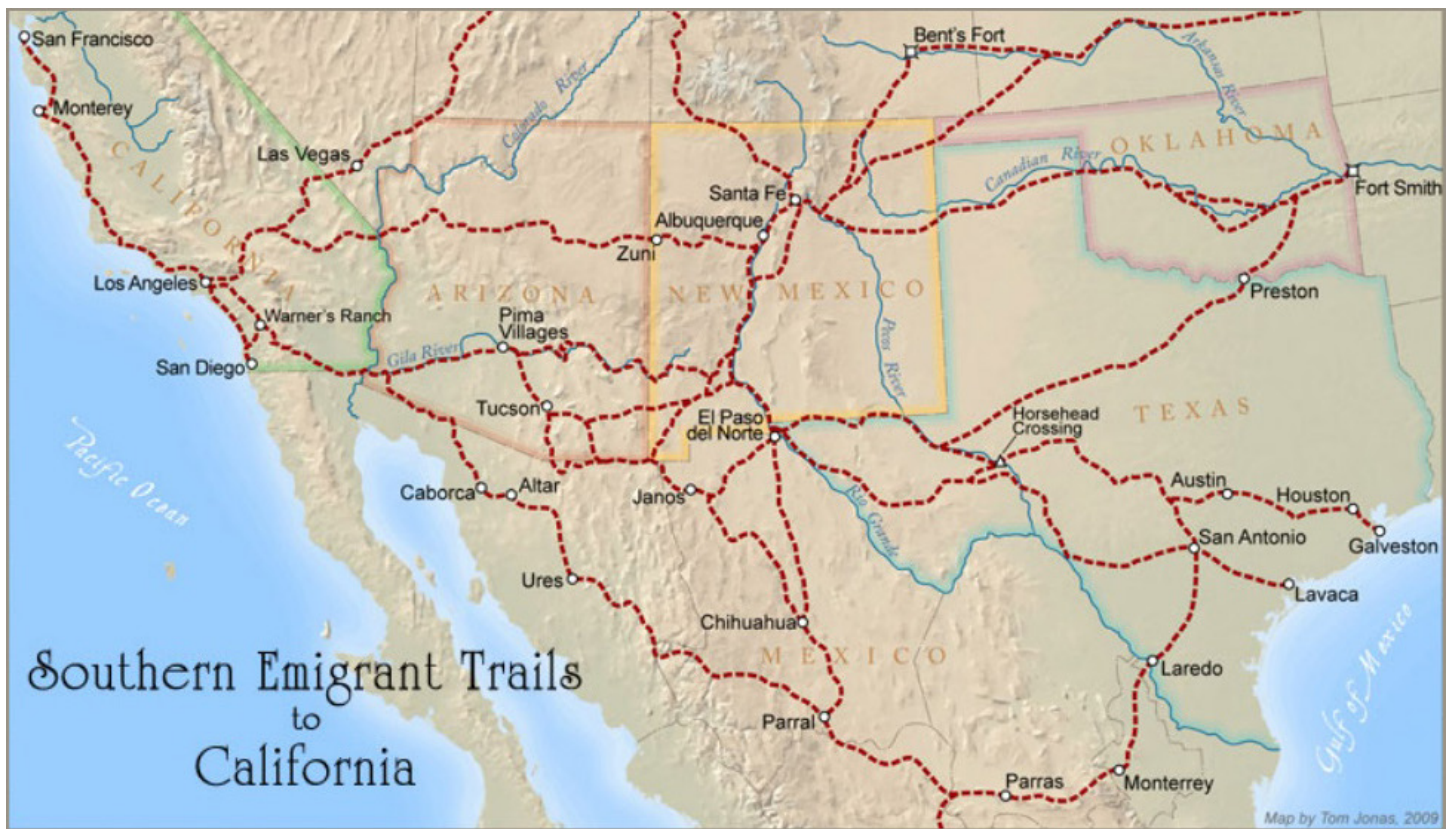 San Francisco
Bent's Fort
Arkansas River
Monterey
Colorado River
OKLAHOMA
CALIFORNIA
Las Vegas
Canadian River
Santa Fe
Fort Smith
Albuquerque
Zuni
Los Angeles
ARIZONA
NEW MEXICO
Preston
Warner's Ranch
Pima
Villages
Gila River
Pecos River
San Diego
Tucson
El Paso
del Norte
Horsehead
Crossing
TEXAS
Pacific Ocean
Caborca
Altar
Janos
Rio Grande
Austin
Houston
San Antonio
Galveston
Ures
Lavaca
Chihuahua
MEXICO
Laredo
Gulf of Mexico
Southern Emigrant Trails
to
California
Parral
Parras
Monterrey
Map by Tom Jonas, 2009